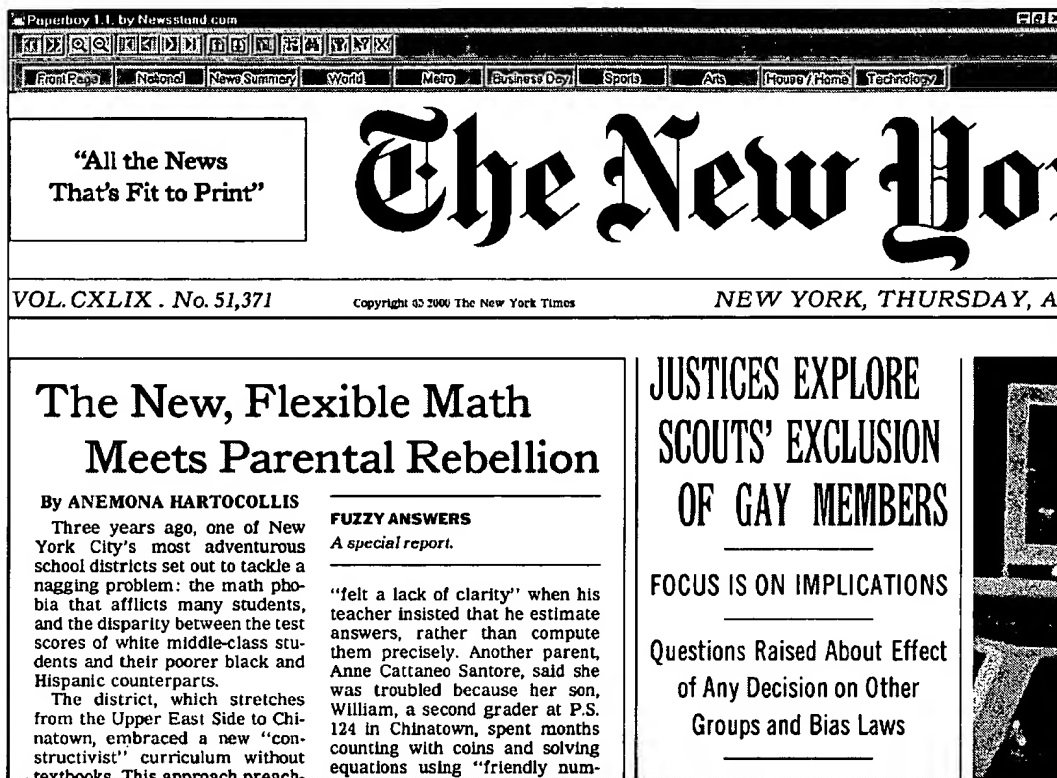 Paperboy 1.1. by Newsstand.com
Front Page National News Summary World Metro Business Day Sports Arts House / Home Technology
"All the News
That's Fit to Print"
The New Yo
VOL. CXLIX . No. 51,371
Copyright © 2000 The New York Times
NEW YORK, THURSDAY, A
The New, Flexible Math
Meets Parental Rebellion
By ANEMONA HARTOCOLLIS
Three years ago, one of New
York City's most adventurous
school districts set out to tackle a
nagging problem: the math pho-
bia that afflicts many students,
and the disparity between the test
scores of white middle-class stu-
dents and their poorer black and
Hispanic counterparts.
The district, which stretches
from the Upper East Side to Chi-
natown, embraced a new "con-
structivist" curriculum without
textbooks. This approach preach-
FUZZY ANSWERS
A special report.
"felt a lack of clarity" when his
teacher insisted that he estimate
answers, rather than compute
them precisely. Another parent,
Anne Cattaneo Santore, said she
was troubled because her son,
William, a second grader at P.S.
124 in Chinatown, spent months
counting with coins and solving
equations using "friendly num-
JUSTICES EXPLORE
SCOUTS' EXCLUSION
OF GAY MEMBERS
FOCUS IS ON IMPLICATIONS
Questions Raised About Effect
of Any Decision on Other
Groups and Bias Laws